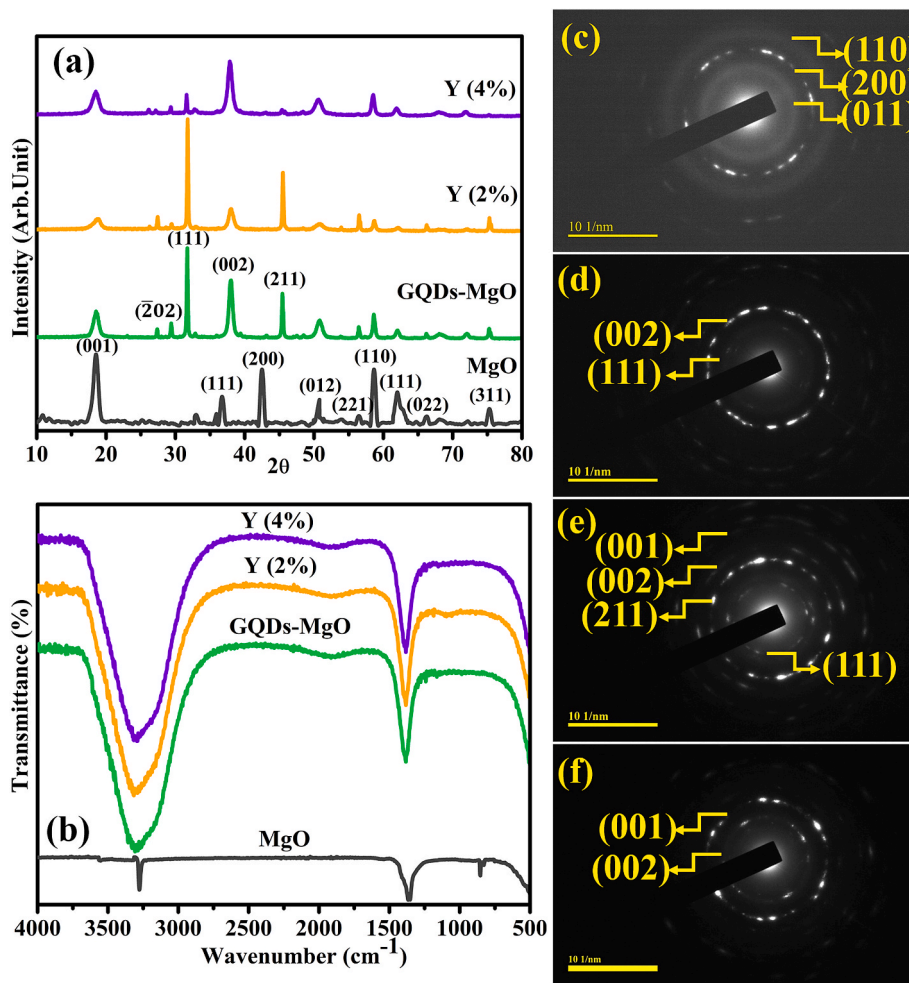 (a)
Y (4%)
Y (2%)
(111)
(002)
(211)
(2̅02)
GQDs-MgO
(001)
(200)
(110)
MgO
(111)
(012)
(221)
(111)
(022)
(311)
Intensity (Arb.Unit)
10 20 30 40 50 60 70 80
2θ
Y (4%)
Y (2%)
GQDs-MgO
(b)
MgO
Transmittance (%)
4000 3500 3000 2500 2000 1500 1000 500
Wavenumber (cm⁻¹)
(c)
(110)
(200)
(011)
10 1/nm
(d)
(002)
(111)
10 1/nm
(e)
(001)
(002)
(211)
(111)
10 1/nm
(f)
(001)
(002)
10 1/nm